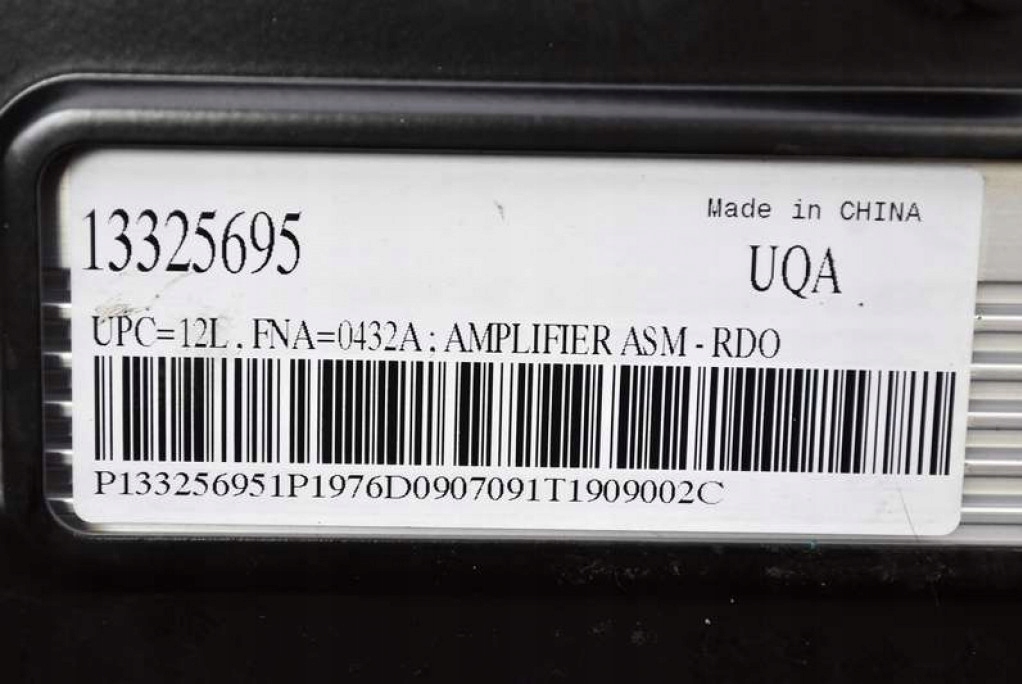 Made in CHINA
13325695
UQA
UPC=12L , FNA=0432A ; AMPLIFIER ASM - RDO
P133256951P1976D0907091T1909002C